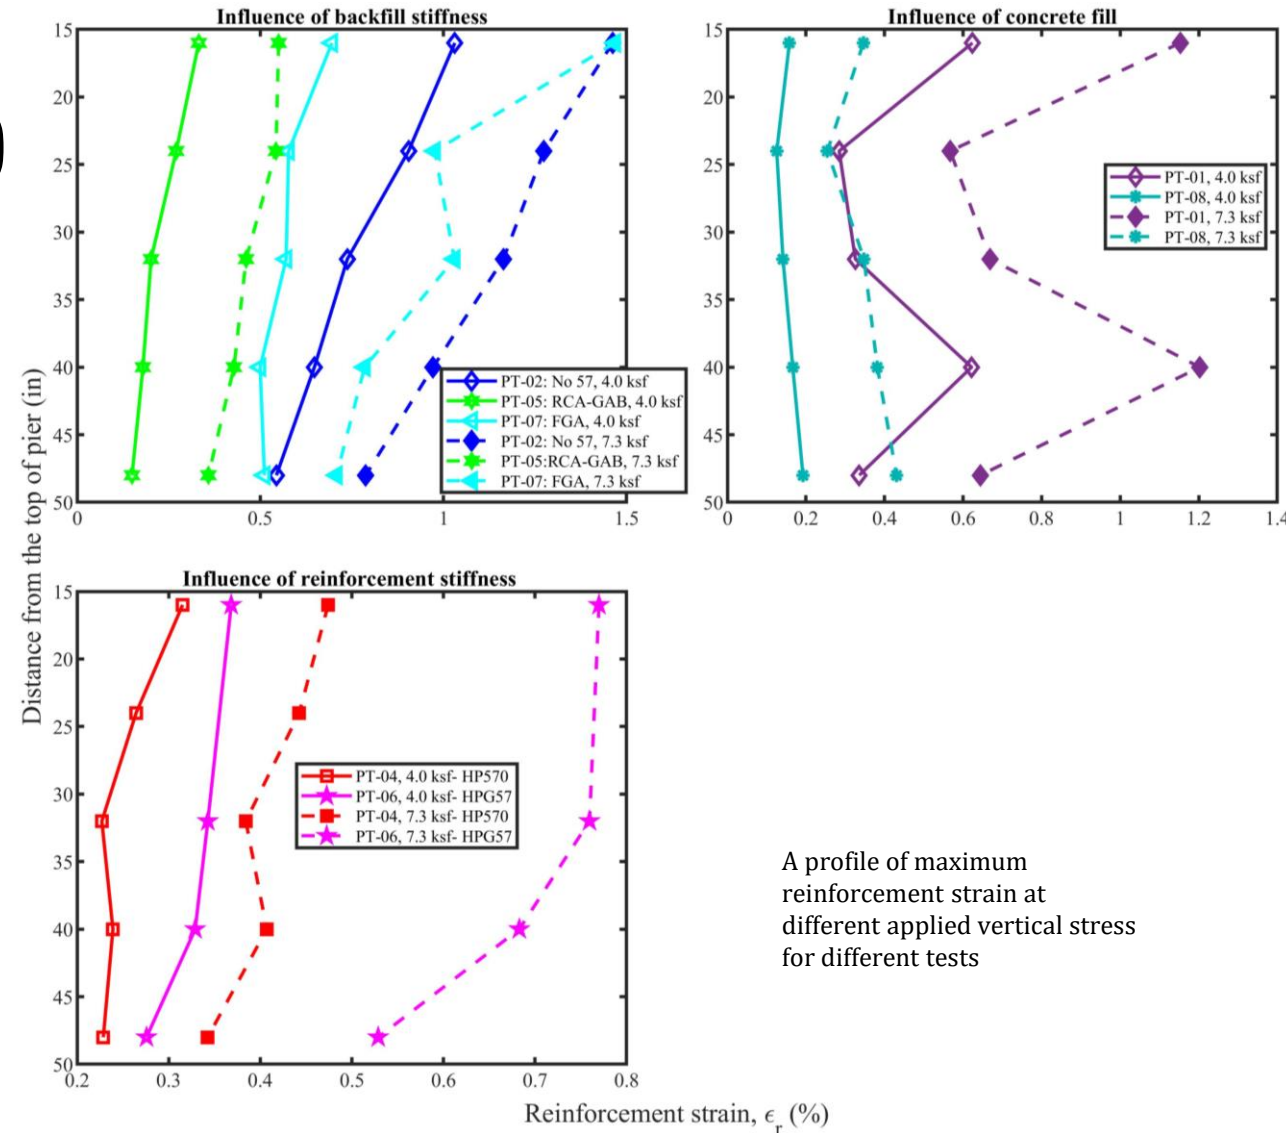 Influence of backfill stiffness
15
20
25
30
35
40
45
50
0
0.5
1
1.5
PT-02: No 57, 4.0 ksf
PT-05: RCA-GAB, 4.0 ksf
PT-07: FGA, 4.0 ksf
PT-02: No 57, 7.3 ksf
PT-05:RCA-GAB, 7.3 ksf
PT-07: FGA, 7.3 ksf
Influence of concrete fill
15
20
25
30
35
40
45
50
0
0.2
0.4
0.6
0.8
1
1.2
1.4
PT-01, 4.0 ksf
PT-08, 4.0 ksf
PT-01, 7.3 ksf
PT-08, 7.3 ksf
Distance from the top of pier (in)
Influence of reinforcement stiffness
15
20
25
30
35
40
45
50
0.2
0.3
0.4
0.5
0.6
0.7
0.8
PT-04, 4.0 ksf- HP570
PT-06, 4.0 ksf- HPG57
PT-04, 7.3 ksf- HP570
PT-06, 7.3 ksf- HPG57
Reinforcement strain, ϵr (%)
A profile of maximum
reinforcement strain at
different applied vertical stress
for different tests